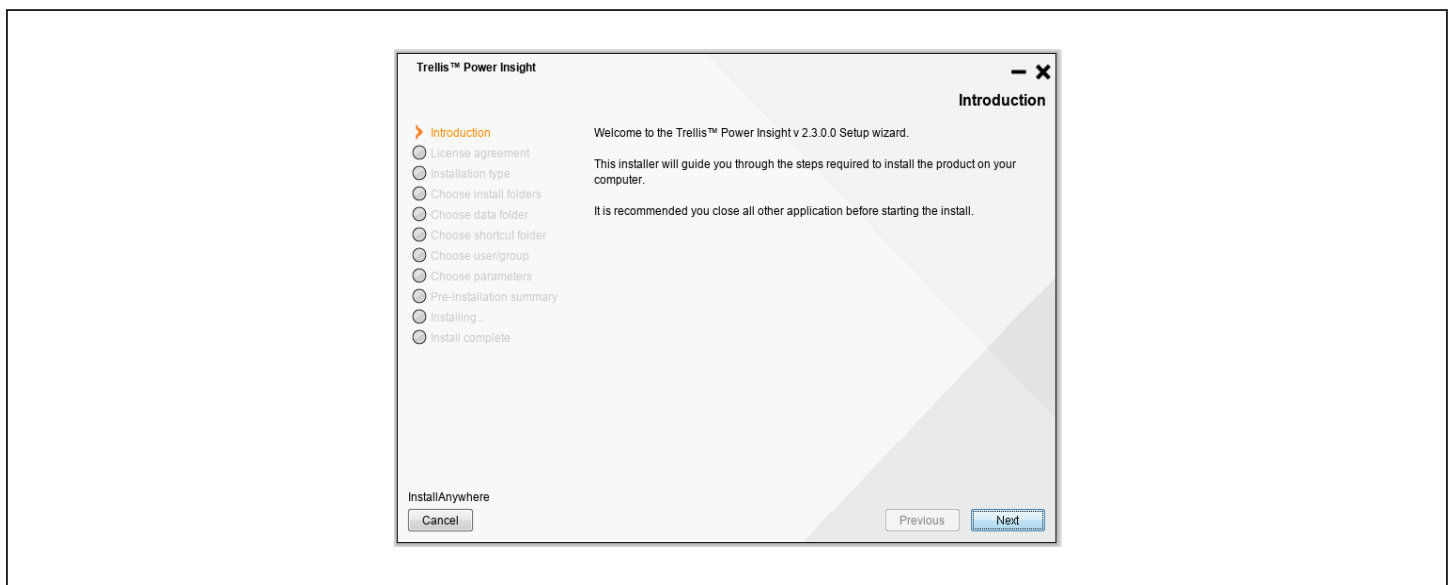 Trellis™ Power Insight
Introduction
Introduction
License agreement
Installation type
Choose install folders
Choose data folder
Choose shortcut folder
Choose user/group
Choose parameters
Pre-installation summary
Installing...
Install complete
Welcome to the Trellis™ Power Insight v 2.3.0.0 Setup wizard.
This installer will guide you through the steps required to install the product on your
computer.
It is recommended you close all other application before starting the install.
InstallAnywhere
Cancel
Previous
Next